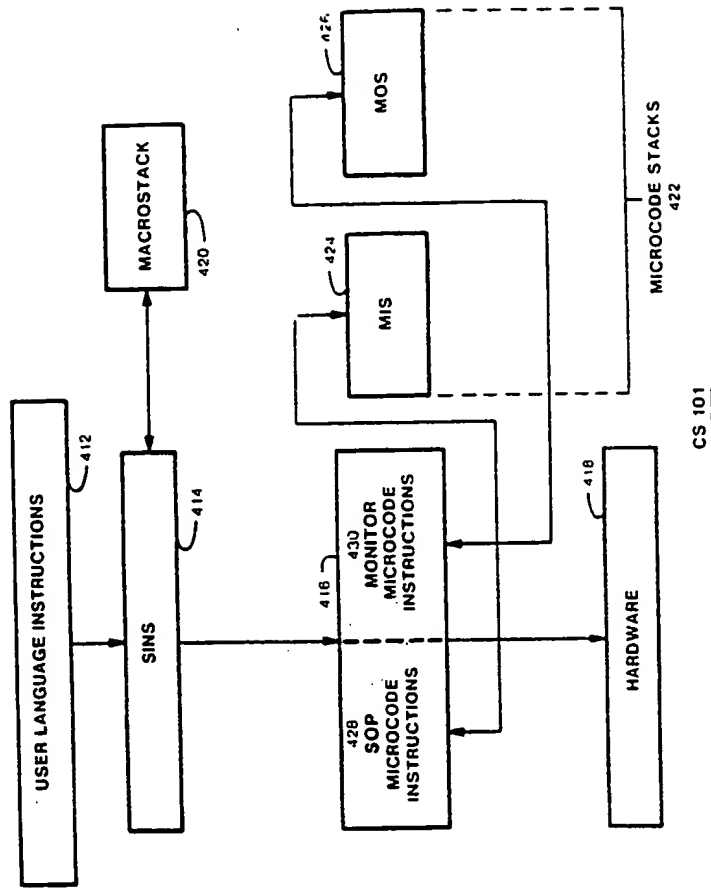 USER LANGUAGE INSTRUCTIONS
412
SINS
414
MACROSTACK
420
416
428
SOP
MICROCODE
INSTRUCTIONS
430
MONITOR
MICROCODE
INSTRUCTIONS
MIS
424
MOS
MICROCODE STACKS
422
HARDWARE
418
CS 101